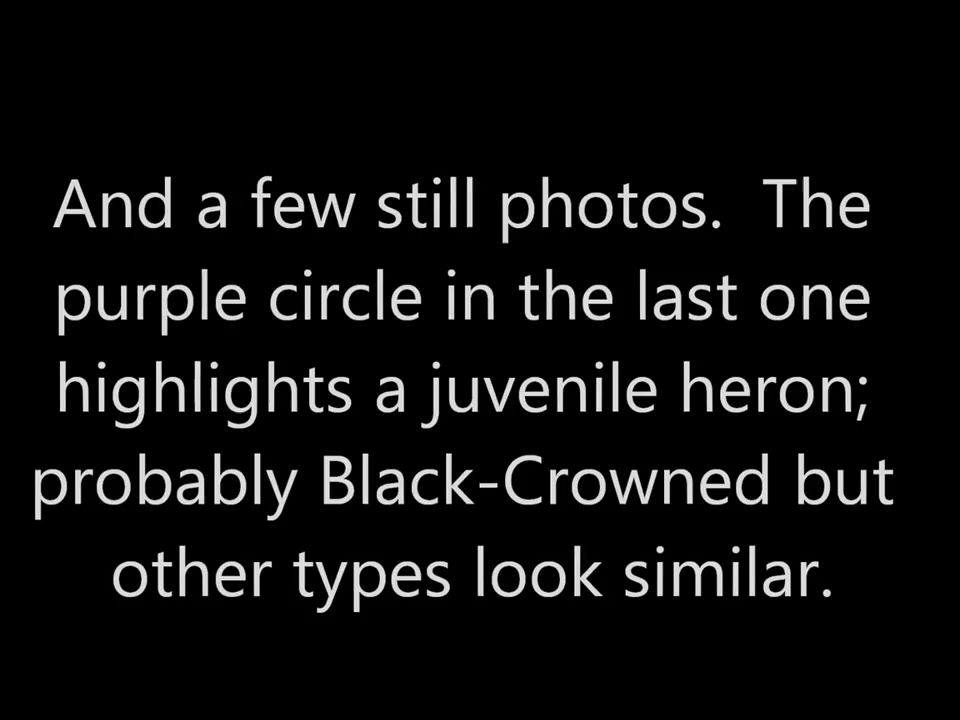 And a few still photos.  The
purple circle in the last one
highlights a juvenile heron;
probably Black-Crowned but
other types look similar.